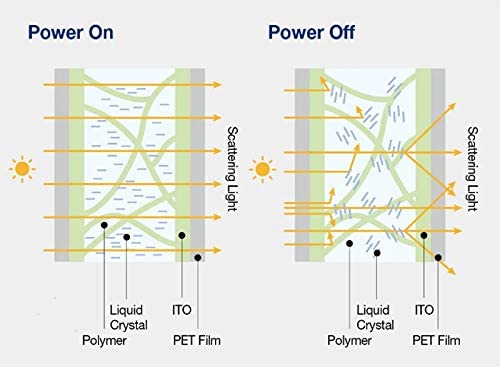 Power On
Power Off
Scattering Light
Scattering Light
Liquid
Crystal
ITO
Polymer
PET Film
Liquid
Crystal
ITO
Polymer
PET Film